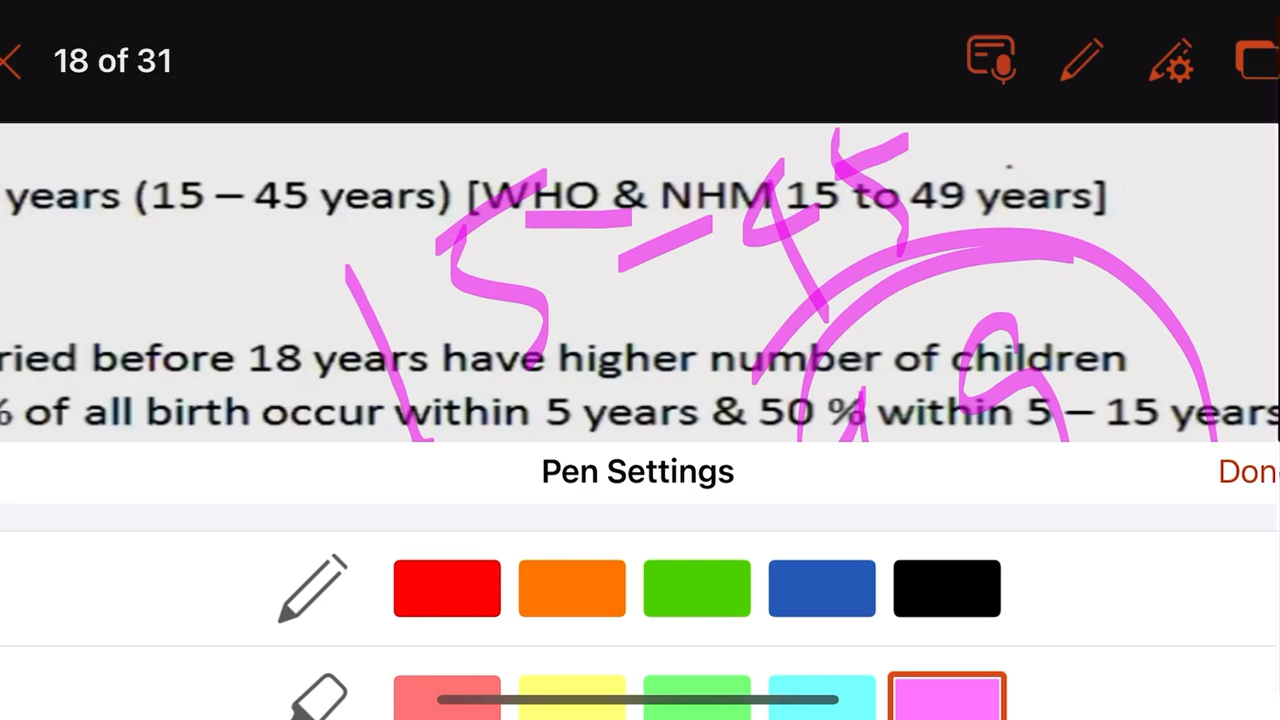 18 of 31
years (15 – 45 years) [WHO & NHM 15 to 49 years]
15 – 45
ried before 18 years have higher number of children
% of all birth occur within 5 years & 50 % within 5 – 15 years
Pen Settings
Don